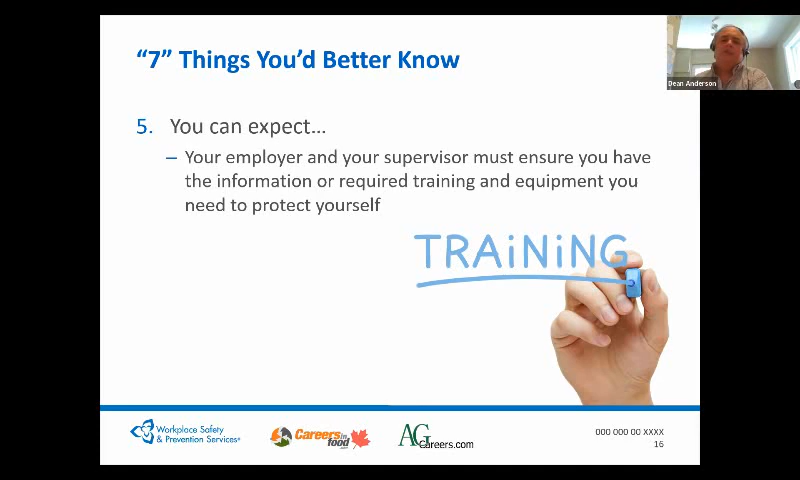 “7” Things You’d Better Know
Dean Anderson
5. You can expect…
– Your employer and your supervisor must ensure you have
the information or required training and equipment you
need to protect yourself
TRAiNiNG
Workplace Safety
& Prevention Services
Careers in
food
AG
Careers.com
000 000 00 XXXX
16